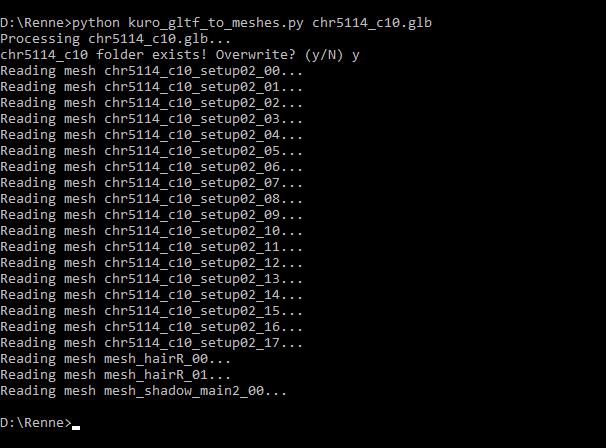 D:\Renne>python kuro_gltf_to_meshes.py chr5114_c10.glb
Processing chr5114_c10.glb...
chr5114_c10 folder exists! Overwrite? (y/N) y
Reading mesh chr5114_c10_setup02_00...
Reading mesh chr5114_c10_setup02_01...
Reading mesh chr5114_c10_setup02_02...
Reading mesh chr5114_c10_setup02_03...
Reading mesh chr5114_c10_setup02_04...
Reading mesh chr5114_c10_setup02_05...
Reading mesh chr5114_c10_setup02_06...
Reading mesh chr5114_c10_setup02_07...
Reading mesh chr5114_c10_setup02_08...
Reading mesh chr5114_c10_setup02_09...
Reading mesh chr5114_c10_setup02_10...
Reading mesh chr5114_c10_setup02_11...
Reading mesh chr5114_c10_setup02_12...
Reading mesh chr5114_c10_setup02_13...
Reading mesh chr5114_c10_setup02_14...
Reading mesh chr5114_c10_setup02_15...
Reading mesh chr5114_c10_setup02_16...
Reading mesh chr5114_c10_setup02_17...
Reading mesh mesh_hairR_00...
Reading mesh mesh_hairR_01...
Reading mesh mesh_shadow_main2_00...
D:\Renne>